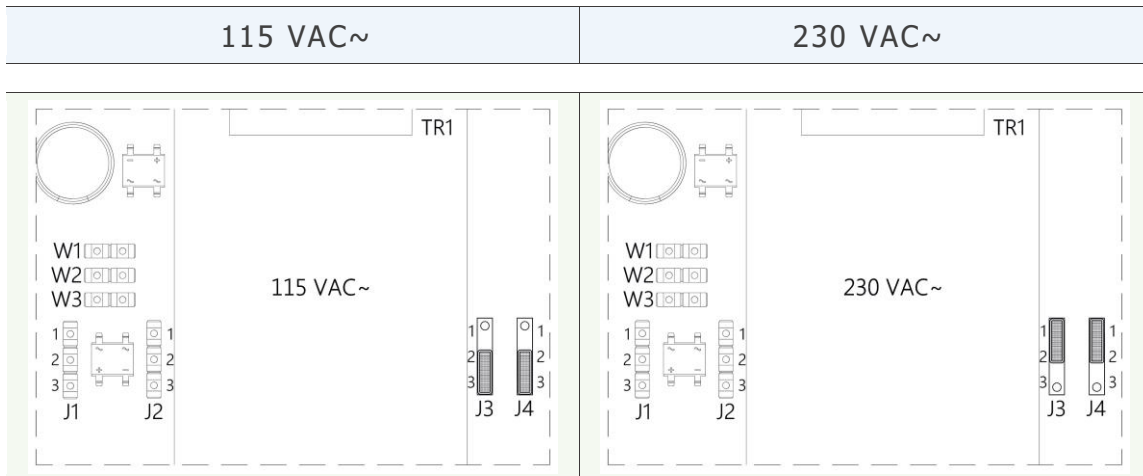 115 VAC~ 230 VAC~
TR1
W1
W2
W3
115 VAC~
1 1 1 1
2 2 2 2
3 3 3 3
J1 J2 J3 J4
TR1
W1
W2
W3
230 VAC~
1 1 1 1
2 2 2 2
3 3 3 3
J1 J2 J3 J4